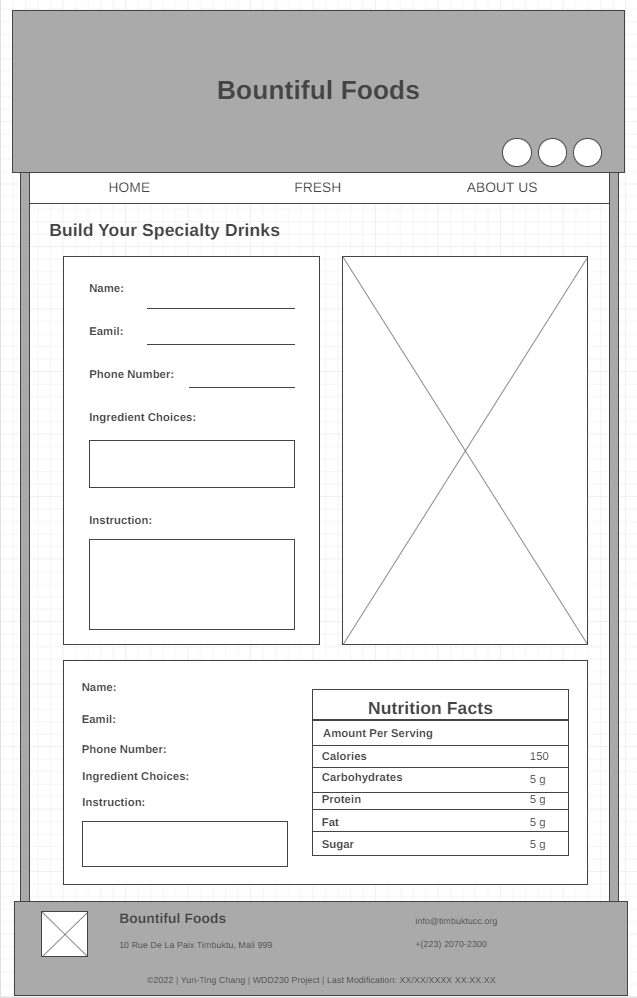 Bountiful Foods
HOME FRESH ABOUT US
Build Your Specialty Drinks
Name:
Eamil:
Phone Number:
Ingredient Choices:
Instruction:
Name:
Eamil:
Phone Number:
Ingredient Choices:
Instruction:
Nutrition Facts
Amount Per Serving
Calories 150
Carbohydrates 5 g
Protein 5 g
Fat 5 g
Sugar 5 g
Bountiful Foods
10 Rue De La Paix Timbuktu, Mali 999
info@timbuktucc.org
+(223) 2070-2300
©2022 | Yun-Ting Chang | WDD230 Project | Last Modification: XX/XX/XXXX XX:XX:XX